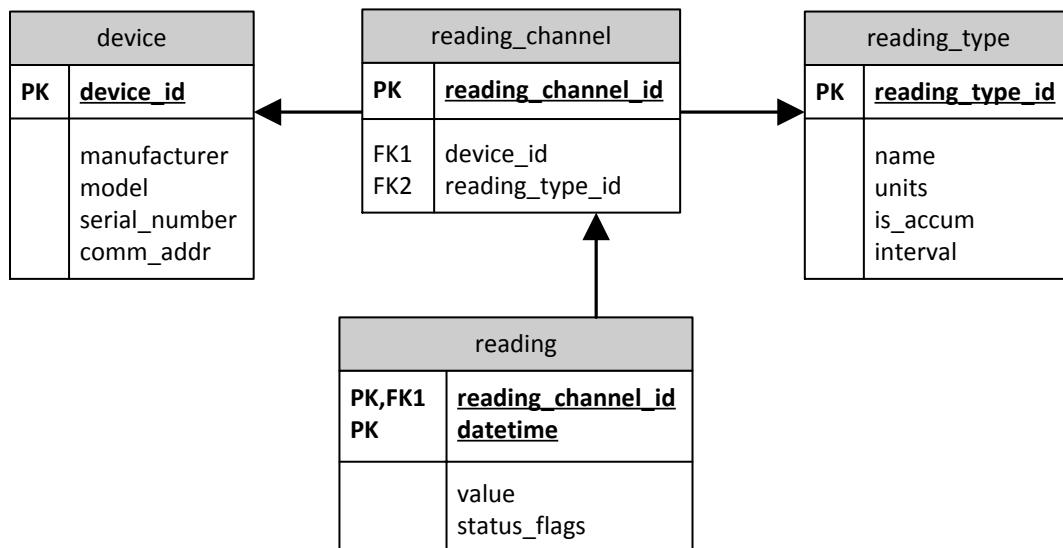 device
PK device_id
manufacturer
model
serial_number
comm_addr
reading_channel
PK reading_channel_id
FK1 device_id
FK2 reading_type_id
reading_type
PK reading_type_id
name
units
is_accum
interval
reading
PK,FK1 reading_channel_id
PK datetime
value
status_flags